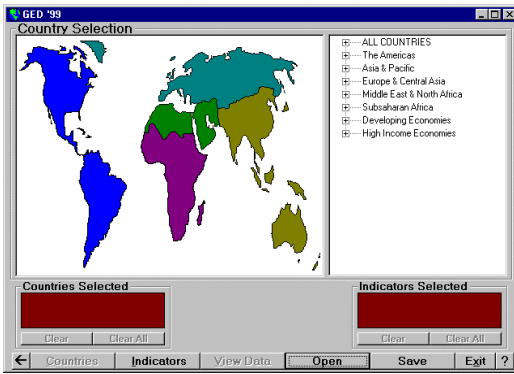 GED '99
Country Selection
ALL COUNTRIES
The Americas
Asia & Pacific
Europe & Central Asia
Middle East & North Africa
Subsaharan Africa
Developing Economies
High Income Economies
Countries Selected
Indicators Selected
Clear
Clear All
Clear
Clear All
Countries
Indicators
View Data
Open
Save
Exit
?